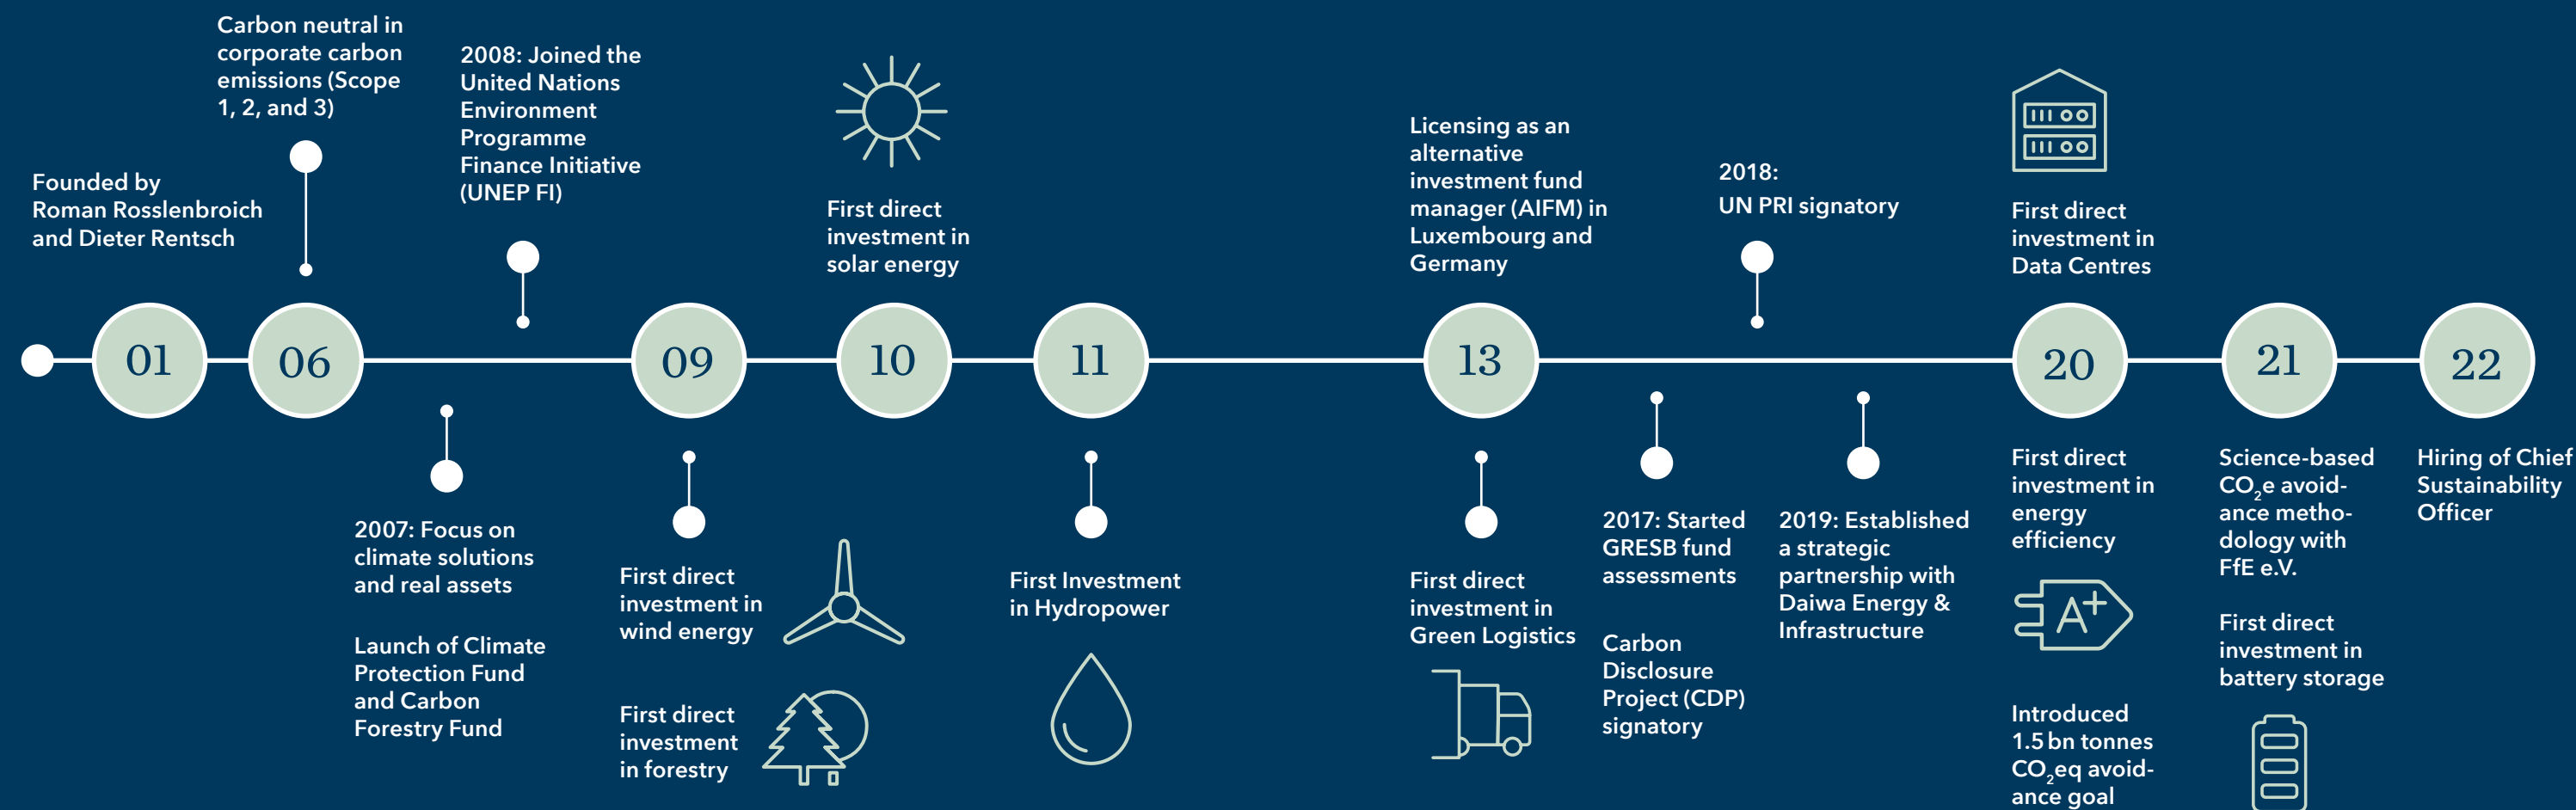 Founded by
Roman Rosslenbroich
and Dieter Rentsch
01
Carbon neutral in
corporate carbon
emissions (Scope
1, 2, and 3)
06
2007: Focus on
climate solutions
and real assets
Launch of Climate
Protection Fund
and Carbon
Forestry Fund
2008: Joined the
United Nations
Environment
Programme
Finance Initiative
(UNEP FI)
09
First direct
investment in
wind energy
First direct
investment
in forestry
First direct
investment in
solar energy
10
11
First Investment
in Hydropower
Licensing as an
alternative
investment fund
manager (AIFM) in
Luxembourg and
Germany
13
First direct
investment in
Green Logistics
2017: Started
GRESB fund
assessments
Carbon
Disclosure
Project (CDP)
signatory
2018:
UN PRI signatory
2019: Established
a strategic
partnership with
Daiwa Energy &
Infrastructure
First direct
investment in
Data Centres
20
First direct
investment in
energy
efficiency
A+
Introduced
1.5 bn tonnes
CO₂eq avoid-
ance goal
21
Science-based
CO₂e avoid-
ance metho-
dology with
FfE e.V.
First direct
investment in
battery storage
22
Hiring of Chief
Sustainability
Officer